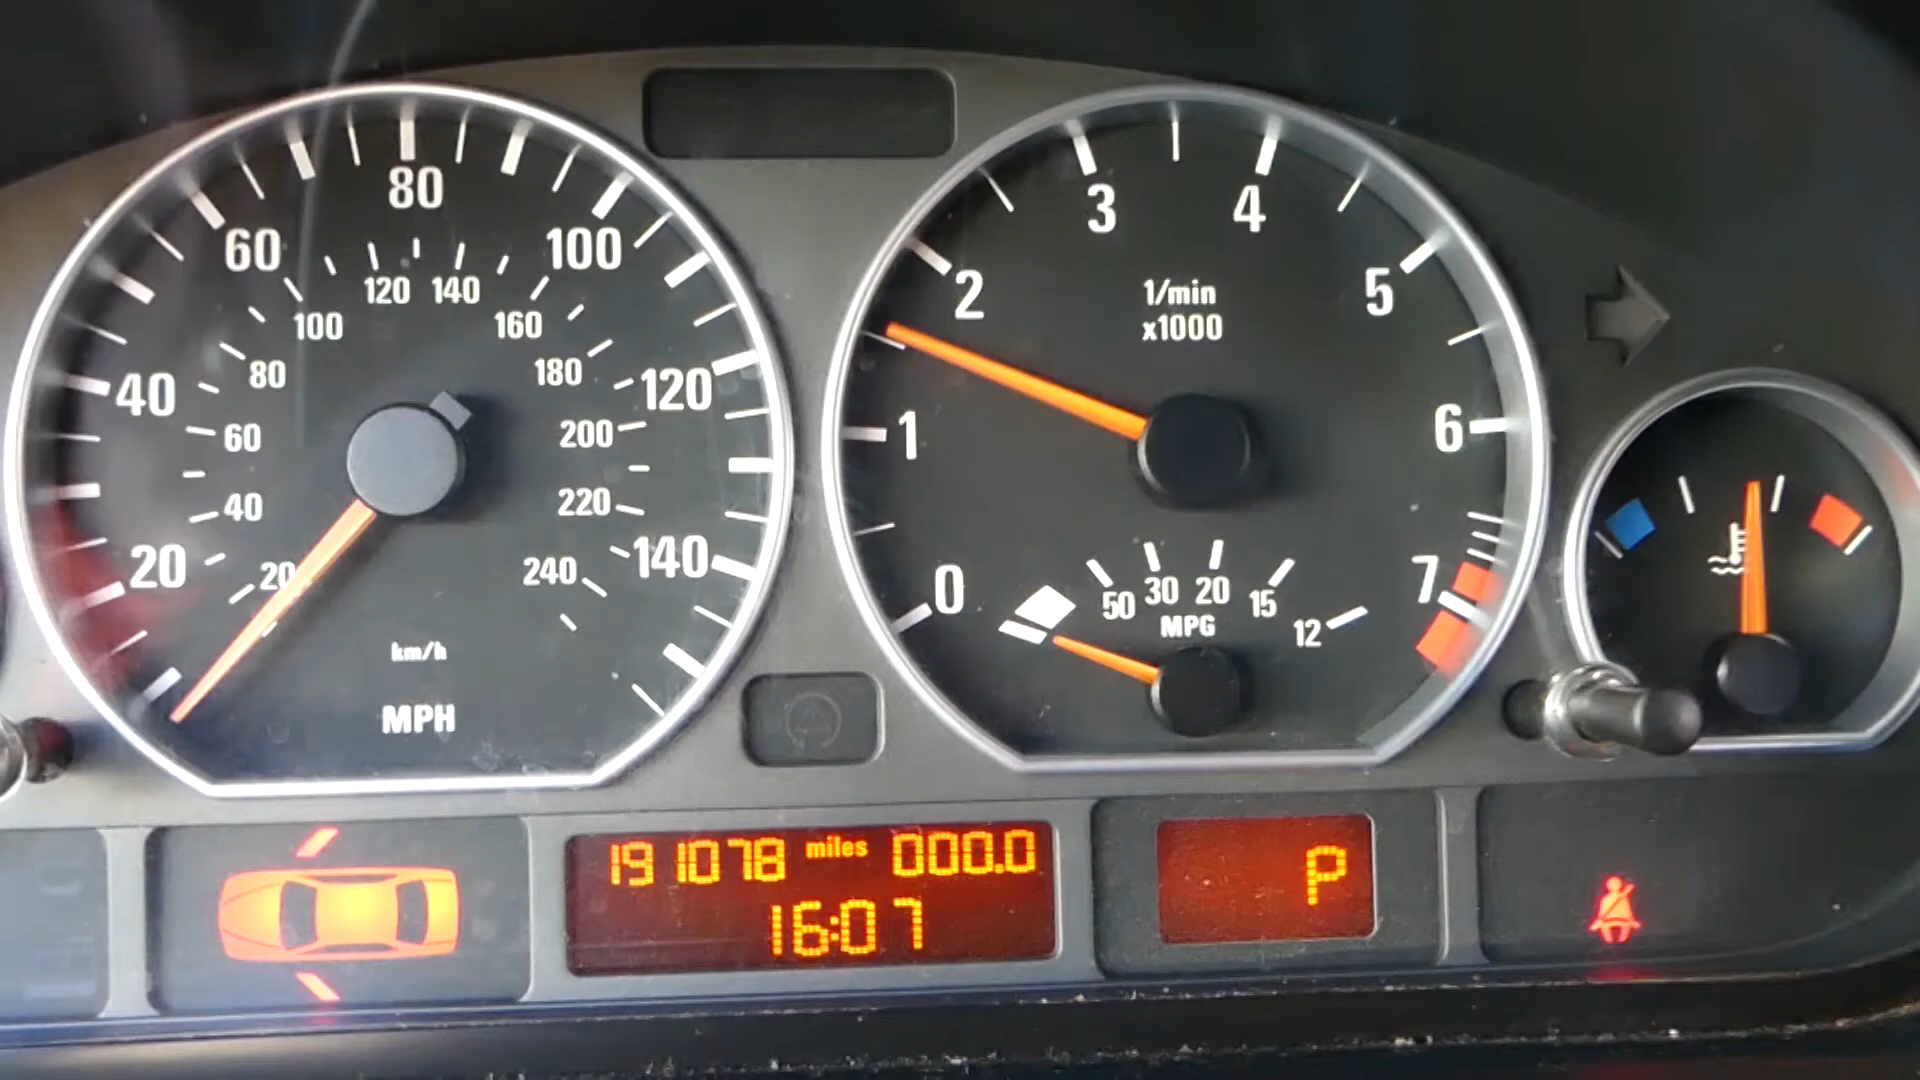 20 40 60 80 100 120 140
20 40 60 80 100 120 140 160 180 200 220 240
km/h
MPH
0 1 2 3 4 5 6 7
1/min
x1000
50 30 20 15 12
MPG
191078 miles 000.0
16:07
P